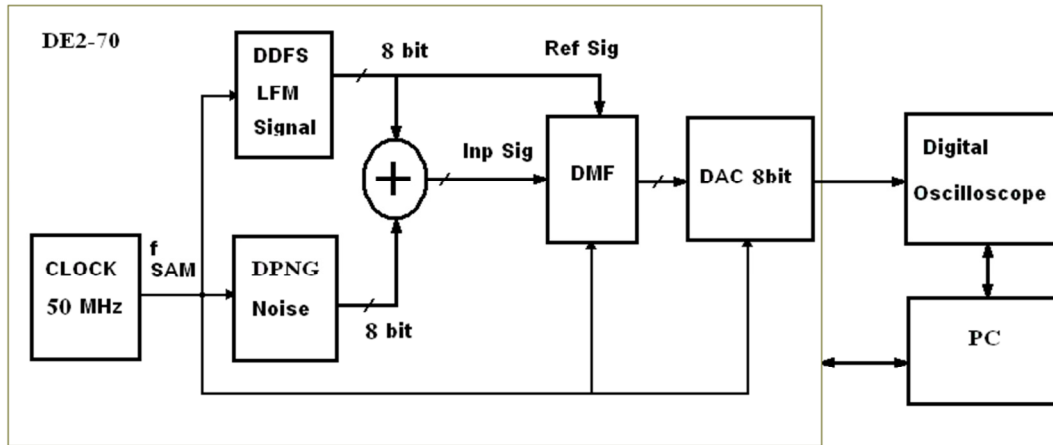 DE2-70
DDFS
LFM
Signal
8 bit
Ref Sig
Inp Sig
DMF
DAC 8bit
Digital
Oscilloscope
CLOCK
50 MHz
f
SAM
DPNG
Noise
8 bit
PC